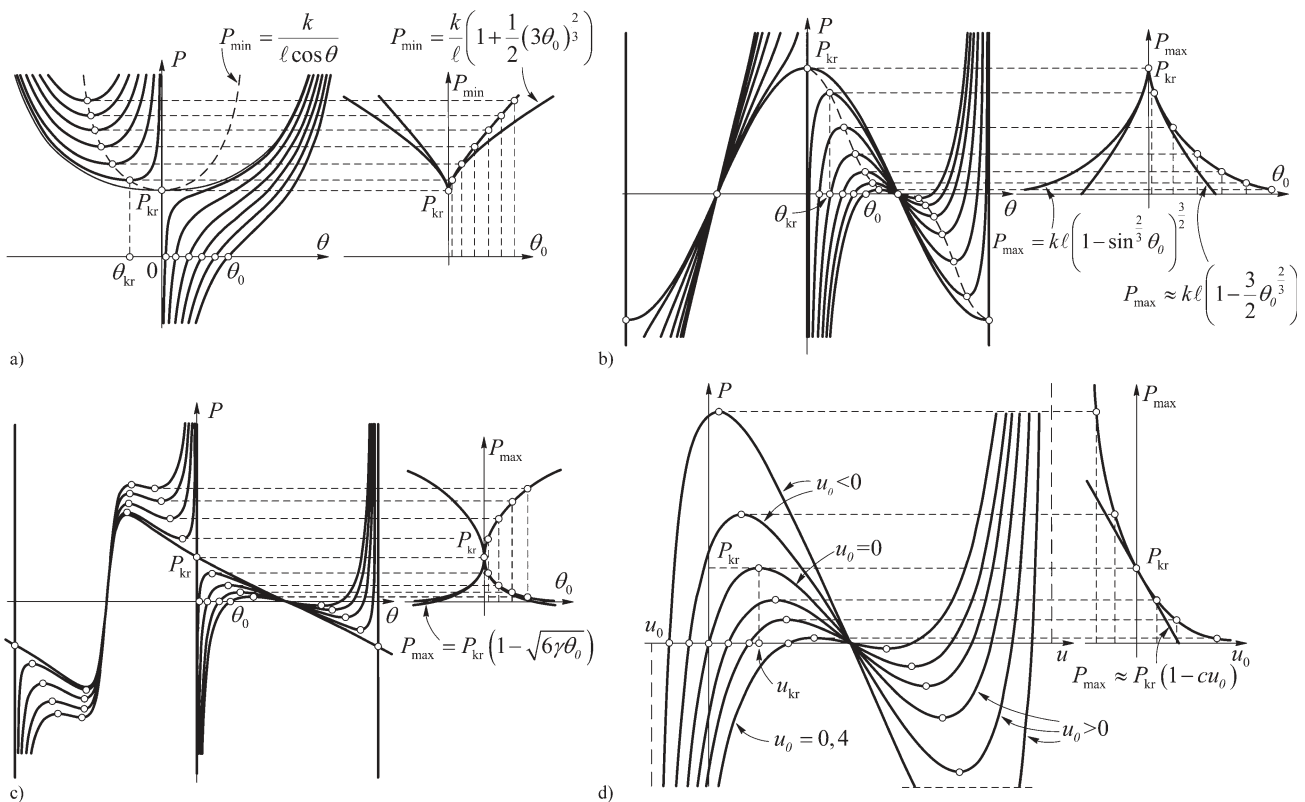 P_min = k / ℓ cos θ
P_min = k/ℓ (1 + 1/2 (3θ_0)^{2/3})
P
P_min
P_kr
P_kr
θ
θ_0
θ_kr
0
θ_0
a)
P
P_kr
P_max
P_kr
θ_0
θ_kr
θ_0
θ
P_max = kℓ (1 − sin^{2/3} θ_0)^{3/2}
P_max ≈ kℓ (1 − 3/2 θ_0^{2/3})
b)
P
P_max
P_kr
P_kr
θ_0
θ
θ_0
P_max = P_kr (1 − √6γθ_0)
c)
P
P_max
u_0<0
P_kr
u_0=0
P_kr
u_0
u
u_0
u_kr
P_max ≈ P_kr (1 − cu_0)
u_0 = 0,4
u_0>0
d)